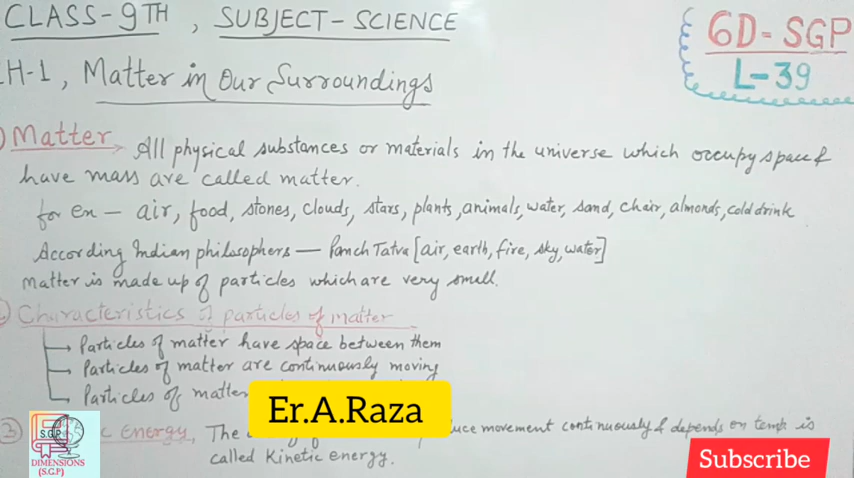 CLASS-9TH, SUBJECT-SCIENCE
6D-SGP
L-39
H-1, Matter in Our Surroundings
) Matter → All physical substances or materials in the universe which occupy space &
have mass are called matter.
for ex - air, food, stones, clouds, stars, plants, animals, water, sand, chair, almonds, cold drink
According Indian philosophers — Panch Tatva [air, earth, fire, sky, water]
Matter is made up of particles which are very small.
Characteristics of particles of matter
→ Particles of matter have space between them
→ Particles of matter are continuously moving
→ Particles of matter
Er.A.Raza
3 c Energy, The uce movement continuously & depends on temp is
called Kinetic energy.
S.G.P
DIMENSIONS
(S.G.P)
Subscribe